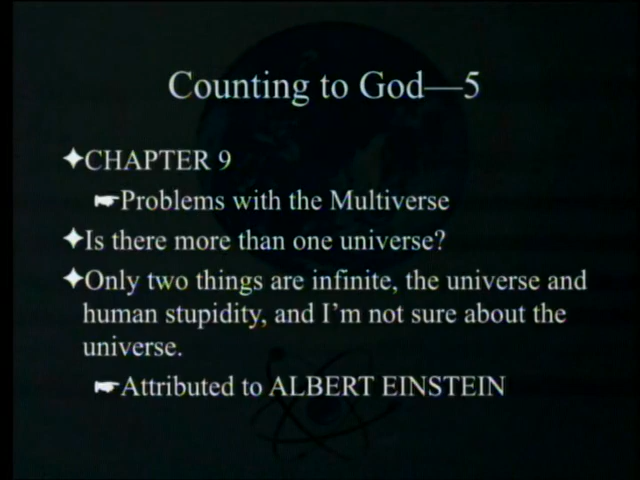 Counting to God—5
✦CHAPTER 9
☛Problems with the Multiverse
✦Is there more than one universe?
✦Only two things are infinite, the universe and
human stupidity, and I'm not sure about the
universe.
☛Attributed to ALBERT EINSTEIN